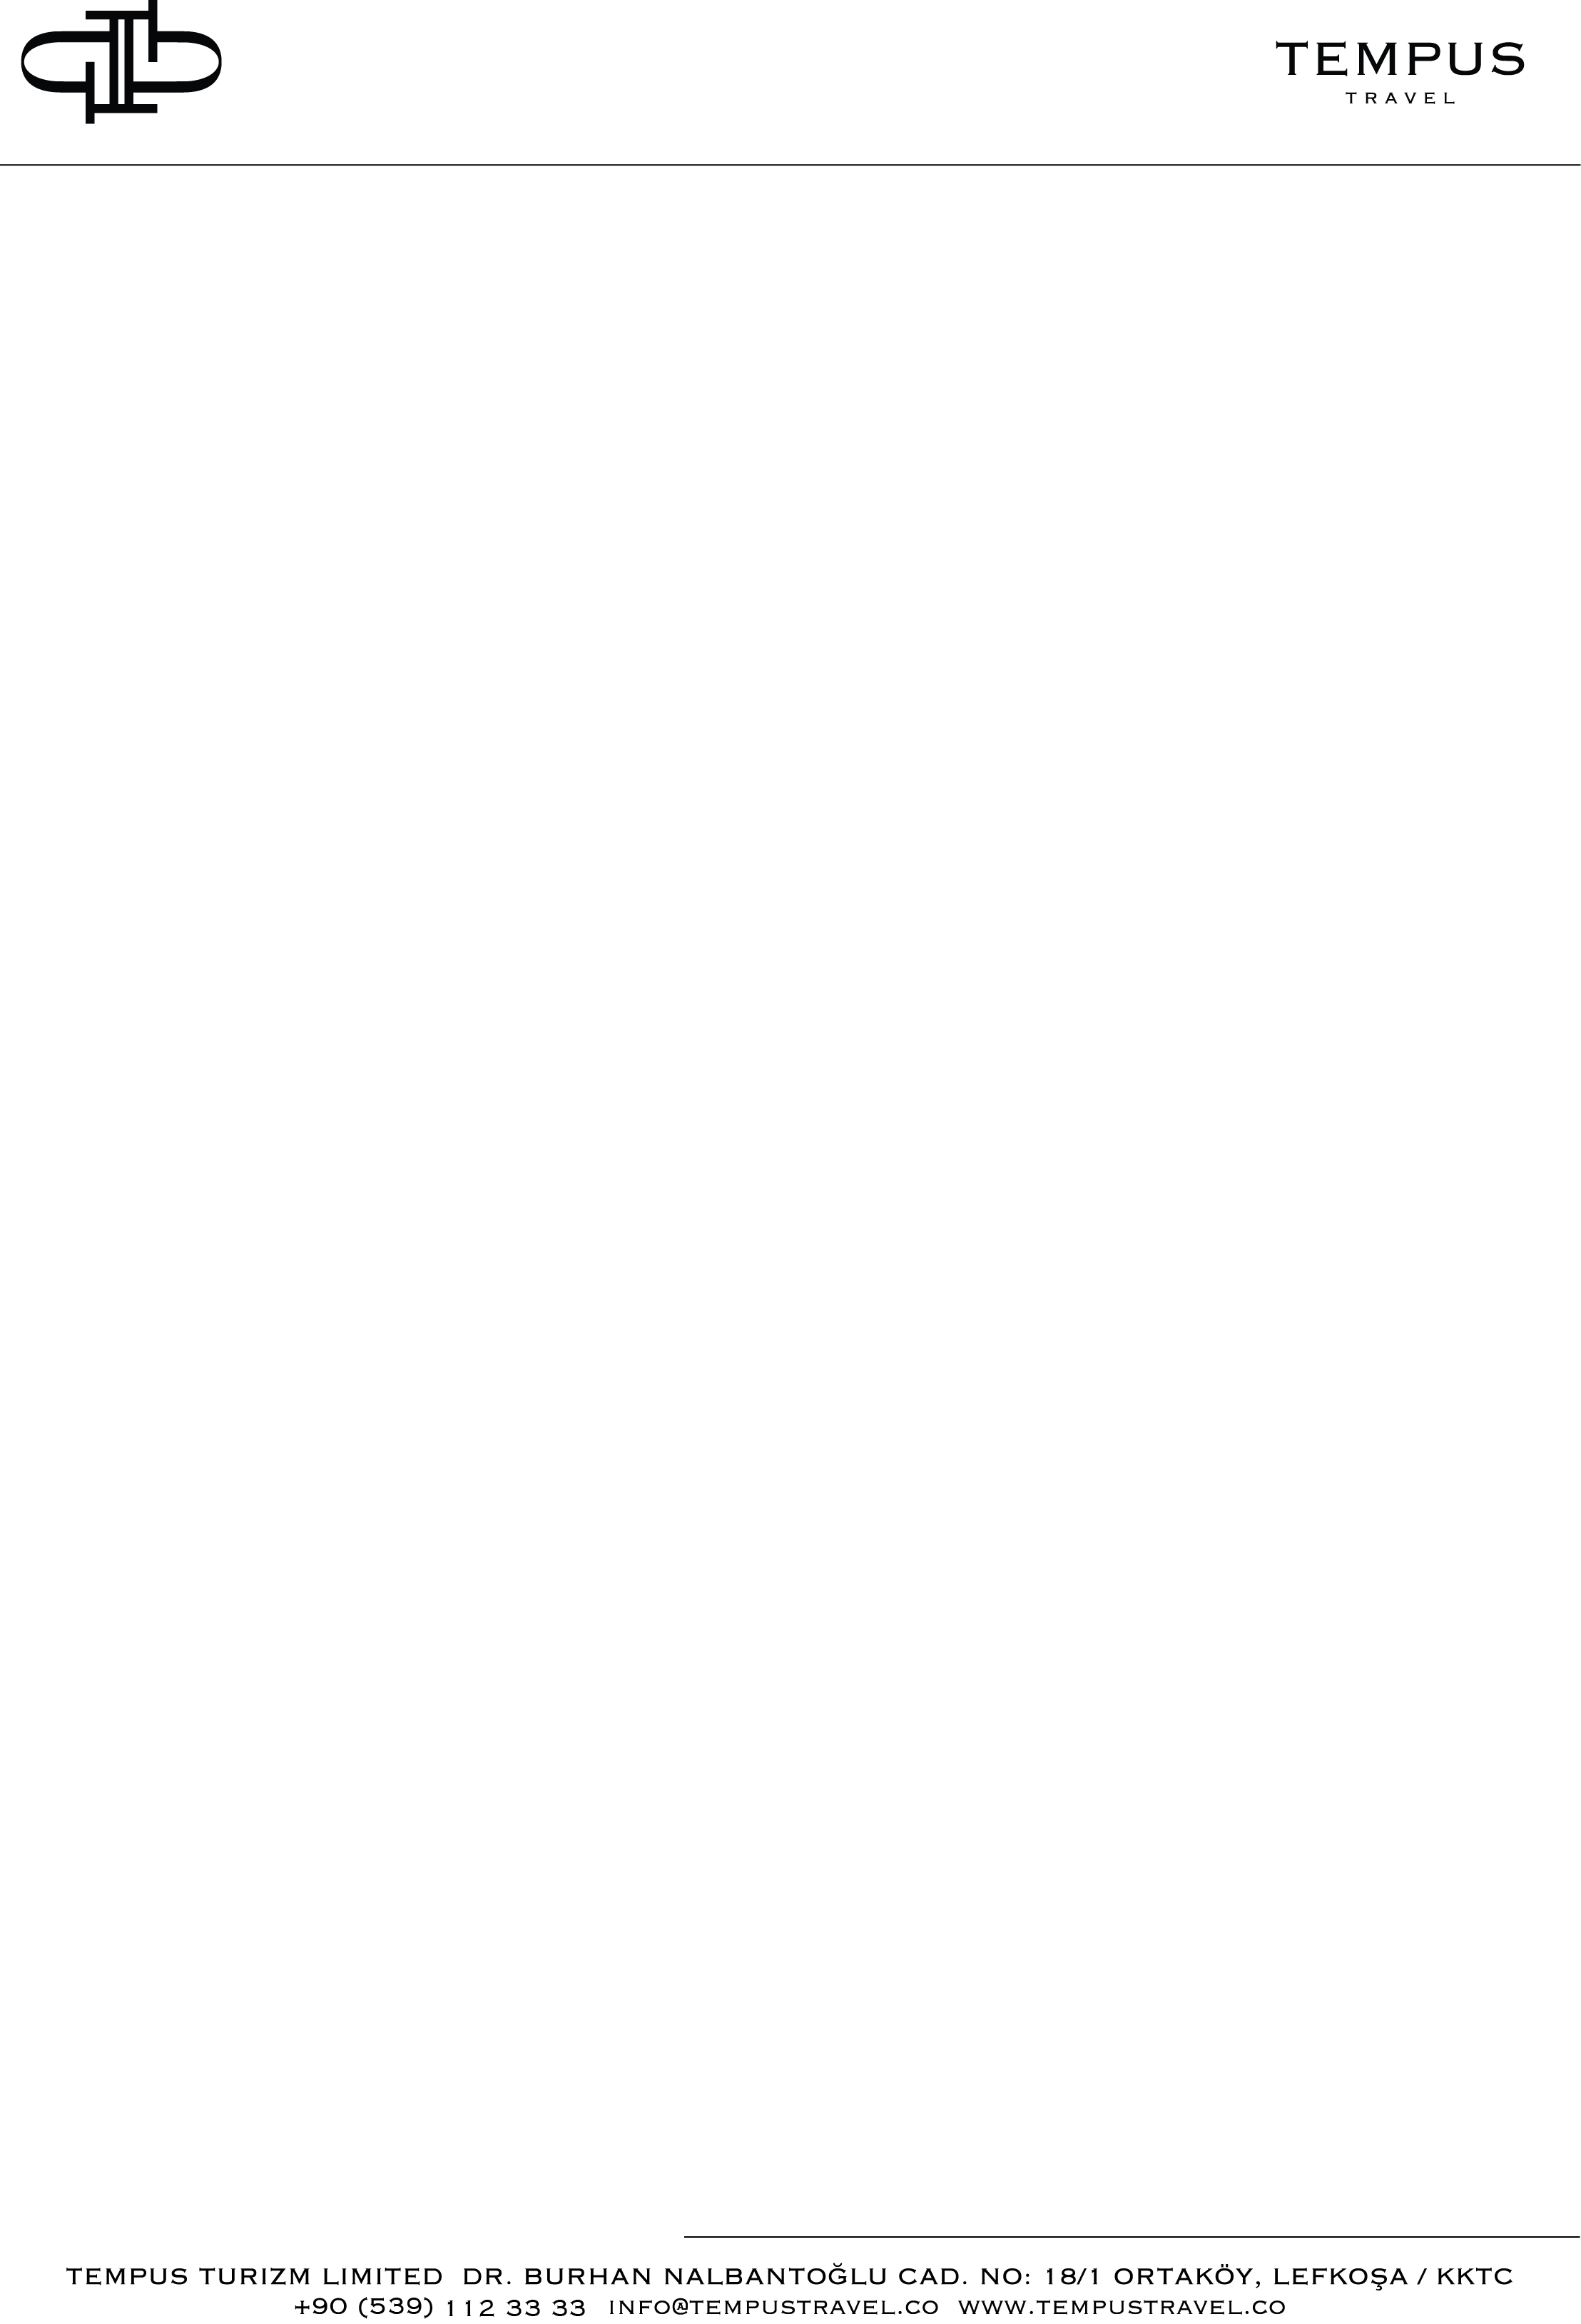 TEMPUS
TRAVEL
TEMPUS TURIZM LIMITED DR. BURHAN NALBANTOĞLU CAD. NO: 18/1 ORTAKÖY, LEFKOŞA / KKTC
+90 (539) 112 33 33 INFO@TEMPUSTRAVEL.CO WWW.TEMPUSTRAVEL.CO